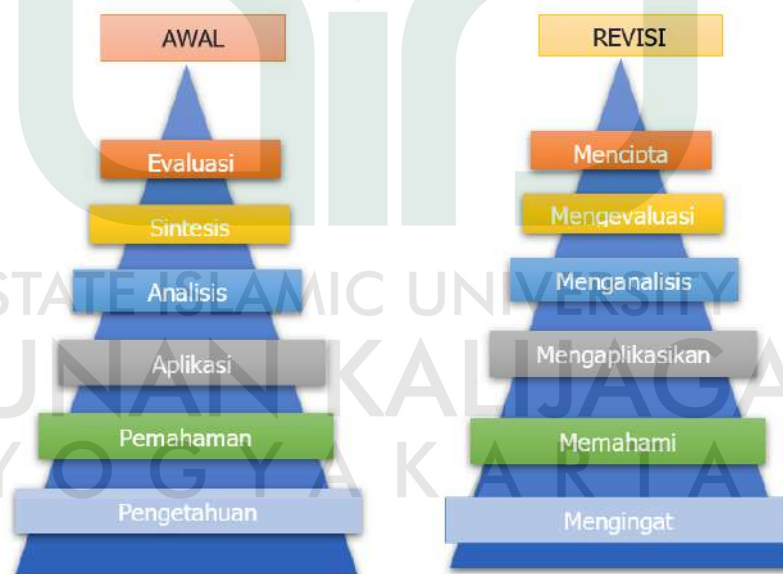 AWAL
Evaluasi
Sintesis
Analisis
Aplikasi
Pemahaman
Pengetahuan
REVISI
Mencipta
Mengevaluasi
Menganalisis
Mengaplikasikan
Memahami
Mengingat
STATE ISLAMIC UNIVERSITY
SUNAN KALIJAGA
YOGYAKARTA